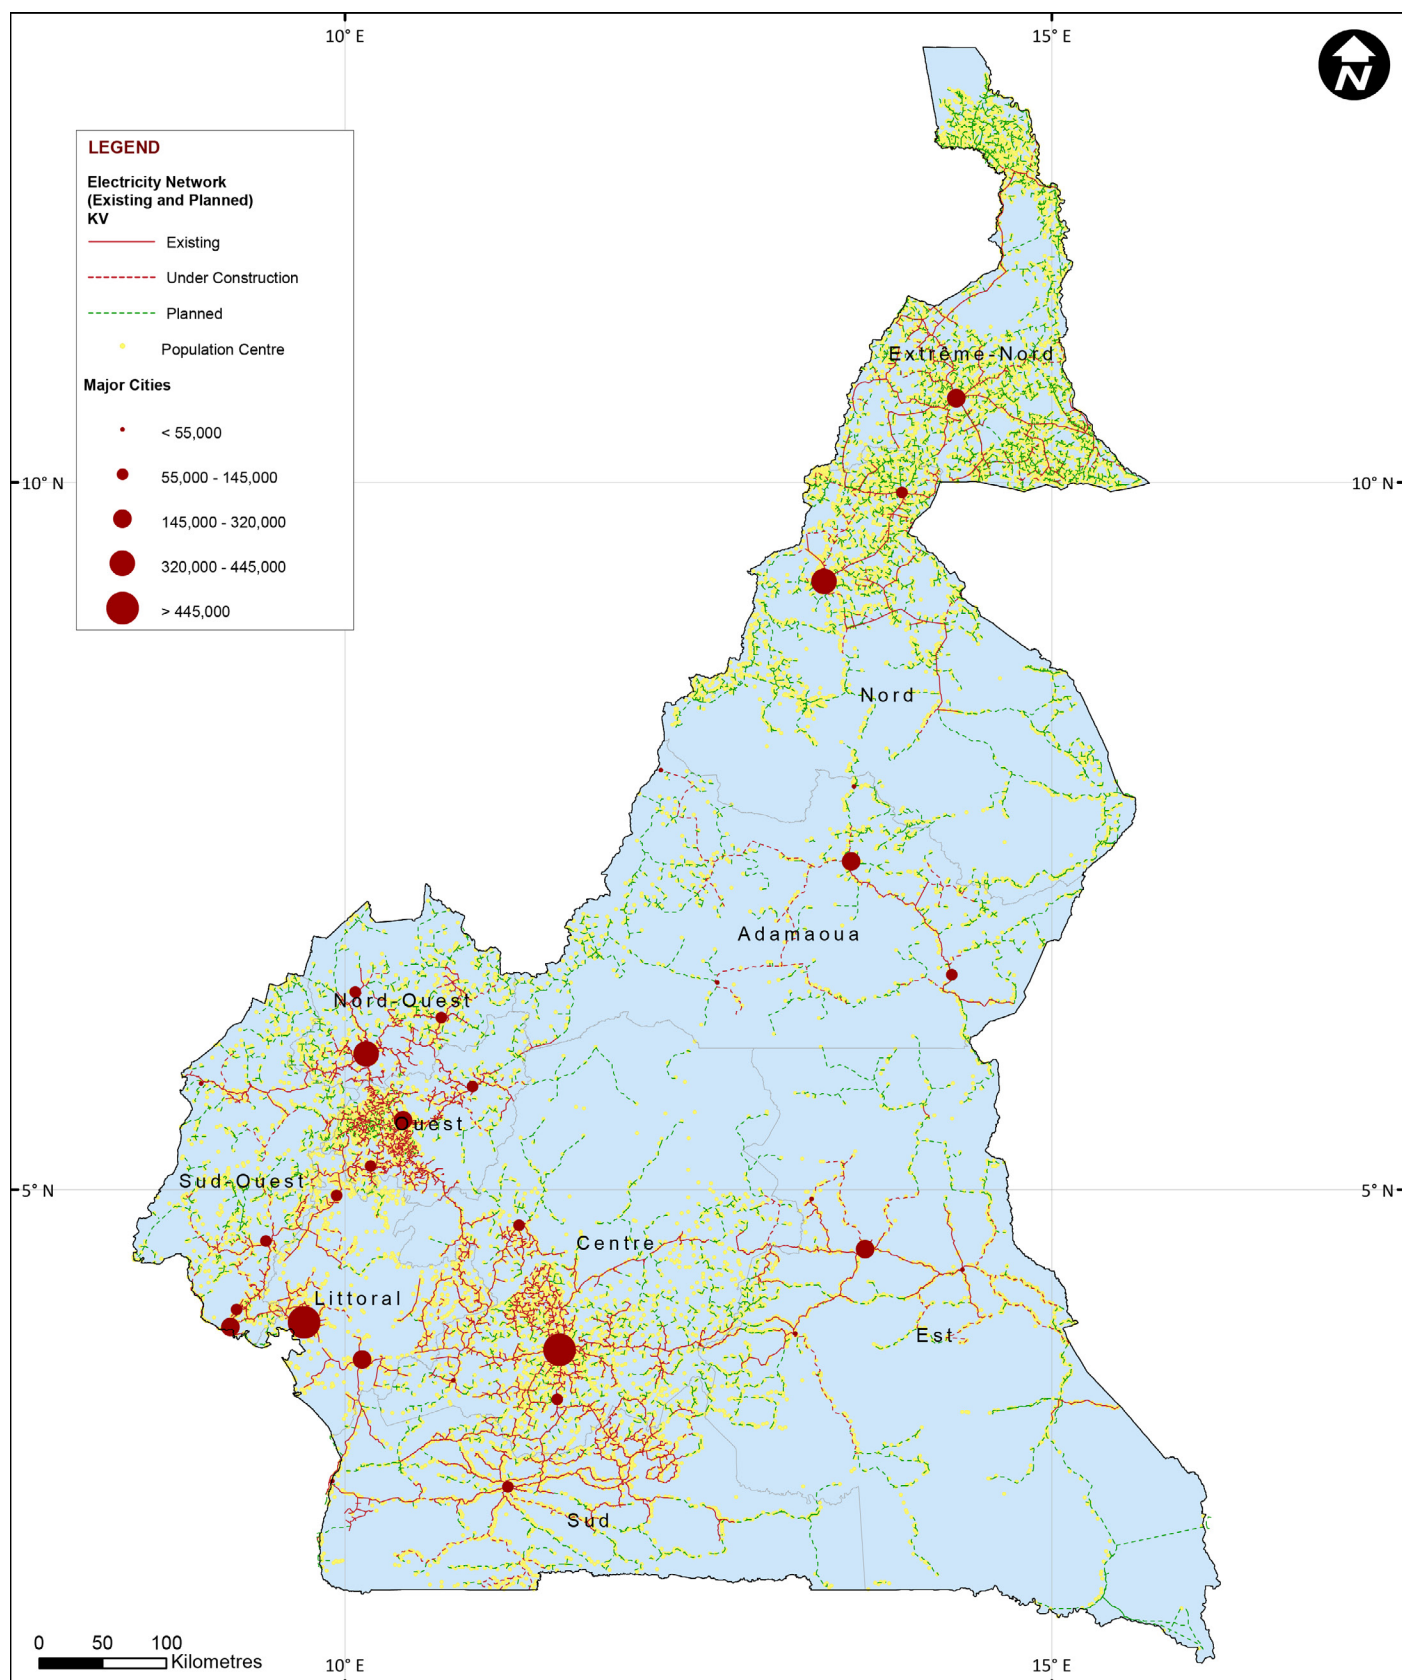 10° E
15° E
N
LEGEND
Electricity Network
(Existing and Planned)
KV
Existing
Under Construction
Planned
Population Centre
Major Cities
< 55,000
55,000 - 145,000
145,000 - 320,000
320,000 - 445,000
> 445,000
Extrême-Nord
10° N
10° N
Nord
Adamaoua
Nord-Ouest
Ouest
Sud-Ouest
5° N
5° N
Centre
Littoral
Est
Sud
0 50 100
Kilometres
10° E
15° E